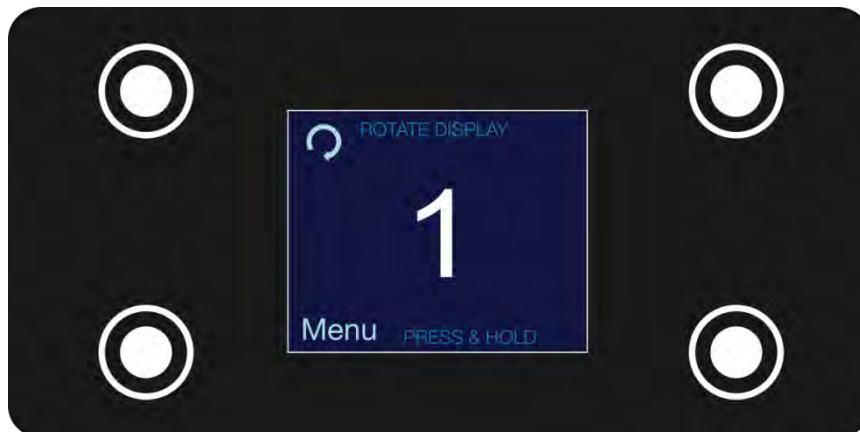 ROTATE DISPLAY
1
Menu PRESS & HOLD